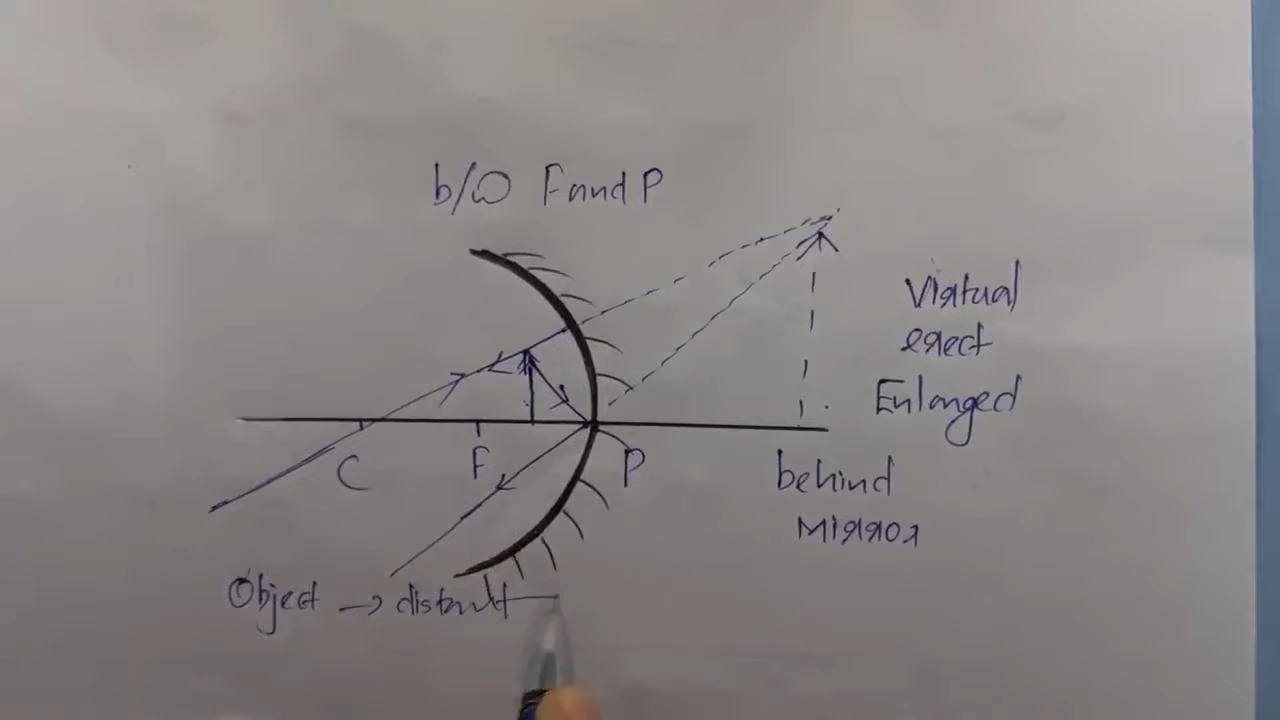 b/w F and P
Virtual
erect
Enlarged
C
F
P
behind
Mirror
Object → distant